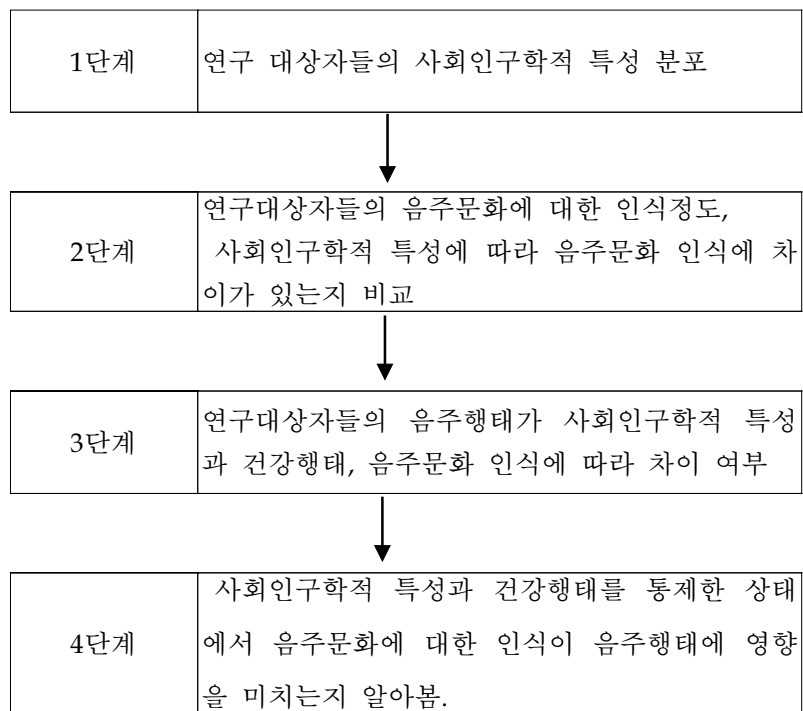 1단계
연구 대상자들의 사회인구학적 특성 분포
2단계
연구대상자들의 음주문화에 대한 인식정도,
사회인구학적 특성에 따라 음주문화 인식에 차
이가 있는지 비교
3단계
연구대상자들의 음주행태가 사회인구학적 특성
과 건강행태, 음주문화 인식에 따라 차이 여부
4단계
사회인구학적 특성과 건강행태를 통제한 상태
에서 음주문화에 대한 인식이 음주행태에 영향
을 미치는지 알아봄.